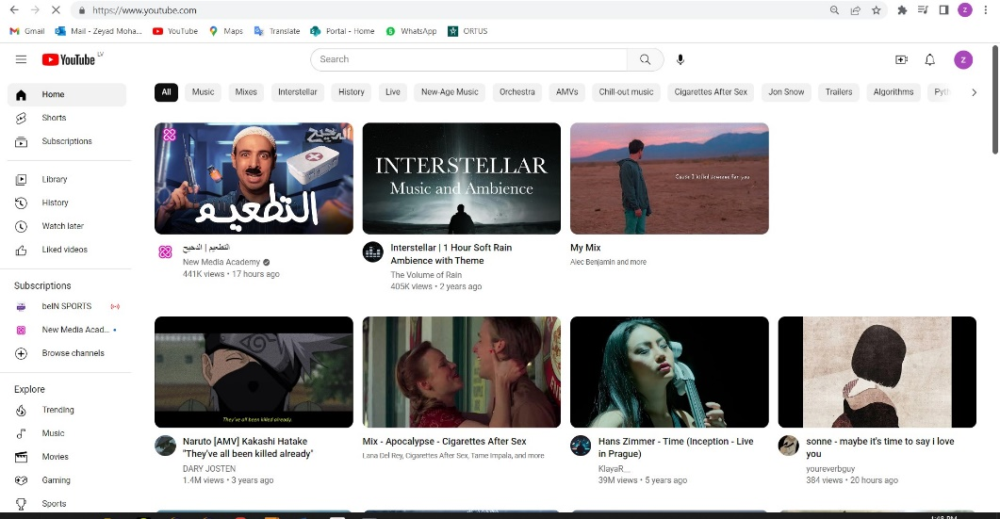 https://www.youtube.com
Z
Gmail
Mail - Zeyad Moha...
YouTube
Maps
Translate
Portal - Home
WhatsApp
ORTUS
YouTube LV
Search
Z
Home
Shorts
Subscriptions
Library
History
Watch later
Liked videos
Subscriptions
beIN SPORTS
New Media Acad...
Browse channels
Explore
Trending
Music
Movies
Gaming
Sports
All
Music
Mixes
Interstellar
History
Live
New-Age Music
Orchestra
AMVs
Chill-out music
Cigarettes After Sex
Jon Snow
Trailers
Algorithms
Pyth
الدحيح
التطعيم
التطعيم | الدحيح
New Media Academy
441K views • 17 hours ago
INTERSTELLAR
Music and Ambience
Interstellar | 1 Hour Soft Rain
Ambience with Theme
The Volume of Rain
405K views • 2 years ago
My Mix
Alec Benjamin and more
They've all been killed already.
Naruto [AMV] Kakashi Hatake
"They've all been killed already"
DARY JOSTEN
1.4M views • 3 years ago
Mix - Apocalypse - Cigarettes After Sex
Lana Del Rey, Cigarettes After Sex, Tame Impala, and more
Hans Zimmer - Time (Inception - Live
in Prague)
KlayaR__
39M views • 5 years ago
sonne - maybe it's time to say i love
you
youreverbguy
384 views • 20 hours ago
1:48 PM